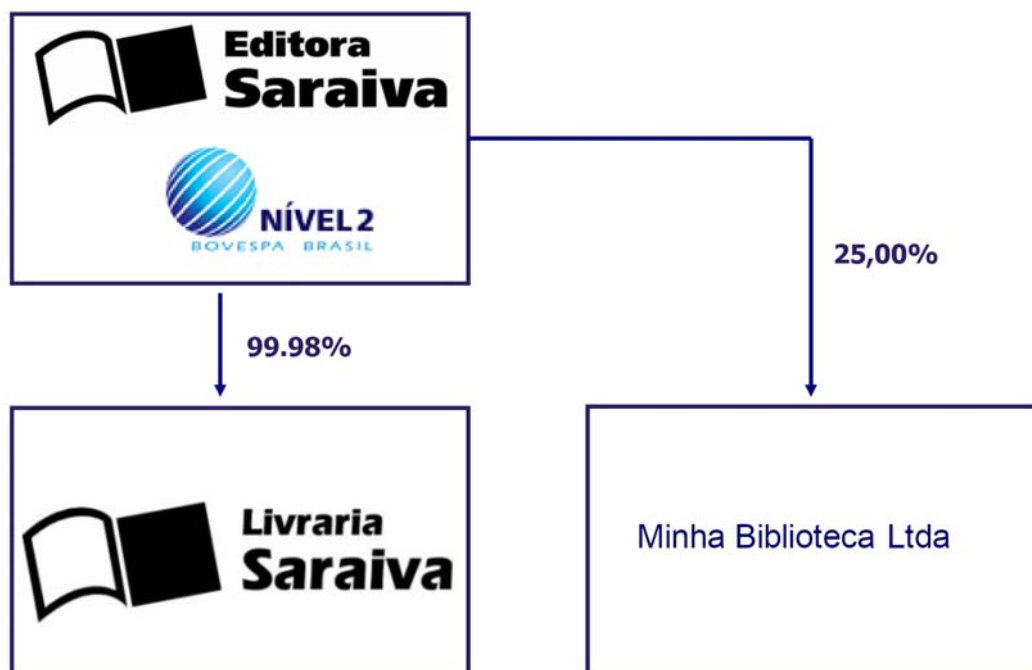 Editora
Saraiva
NÍVEL 2
BOVESPA BRASIL
25,00%
99.98%
Livraria
Saraiva
Minha Biblioteca Ltda